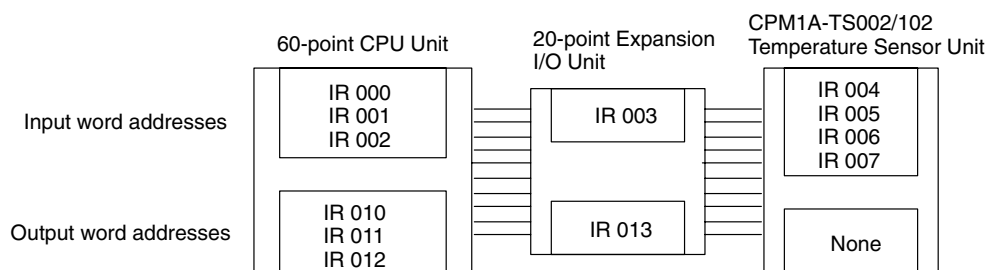 60-point CPU Unit
20-point Expansion
I/O Unit
CPM1A-TS002/102
Temperature Sensor Unit
Input word addresses
IR 000
IR 001
IR 002
IR 003
IR 004
IR 005
IR 006
IR 007
Output word addresses
IR 010
IR 011
IR 012
IR 013
None